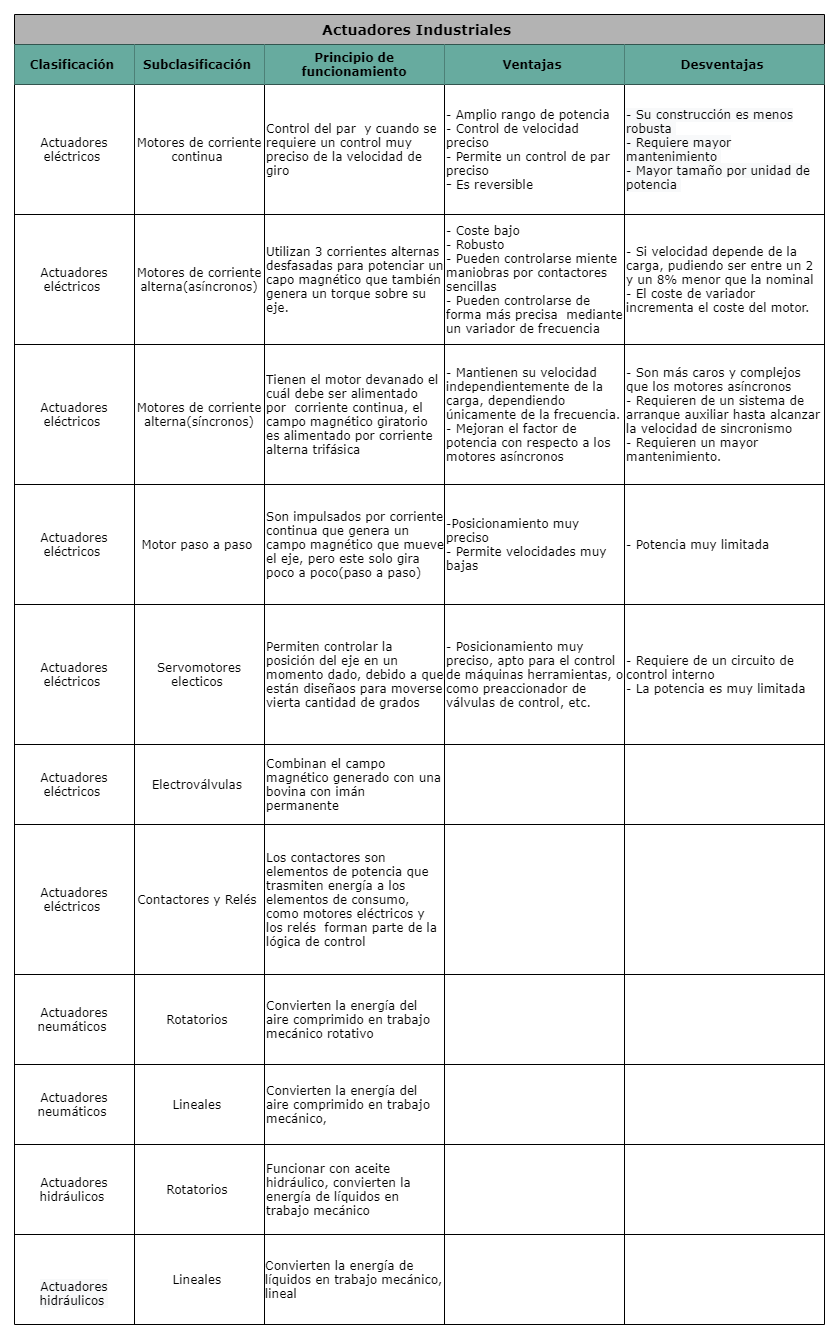 Actuadores Industriales
Clasificación
Subclasificación
Principio de
funcionamiento
Ventajas
Desventajas
Actuadores
eléctricos
Motores de corriente
continua
Control del par  y cuando se
requiere un control muy
preciso de la velocidad de
giro
- Amplio rango de potencia
- Control de velocidad
preciso
- Permite un control de par
preciso
- Es reversible
- Su construcción es menos
robusta
- Requiere mayor
mantenimiento
- Mayor tamaño por unidad de
potencia
Actuadores
eléctricos
Motores de corriente
alterna(asíncronos)
Utilizan 3 corrientes alternas
desfasadas para potenciar un
capo magnético que también
genera un torque sobre su
eje.
- Coste bajo
- Robusto
- Pueden controlarse miente
maniobras por contactores
sencillas
- Pueden controlarse de
forma más precisa  mediante
un variador de frecuencia
- Si velocidad depende de la
carga, pudiendo ser entre un 2
y un 8% menor que la nominal
- El coste de variador
incrementa el coste del motor.
Actuadores
eléctricos
Motores de corriente
alterna(síncronos)
Tienen el motor devanado el
cuál debe ser alimentado
por  corriente continua, el
campo magnético giratorio
es alimentado por corriente
alterna trifásica
- Mantienen su velocidad
independientemente de la
carga, dependiendo
únicamente de la frecuencia.
- Mejoran el factor de
potencia con respecto a los
motores asíncronos
- Son más caros y complejos
que los motores asíncronos
- Requieren de un sistema de
arranque auxiliar hasta alcanzar
la velocidad de sincronismo
- Requieren un mayor
mantenimiento.
Actuadores
eléctricos
Motor paso a paso
Son impulsados por corriente
continua que genera un
campo magnético que mueve
el eje, pero este solo gira
poco a poco(paso a paso)
-Posicionamiento muy
preciso
- Permite velocidades muy
bajas
- Potencia muy limitada
Actuadores
eléctricos
Servomotores
electicos
Permiten controlar la
posición del eje en un
momento dado, debido a que
están diseñaos para moverse
vierta cantidad de grados
- Posicionamiento muy
preciso, apto para el control
de máquinas herramientas, o
como preaccionador de
válvulas de control, etc.
- Requiere de un circuito de
control interno
- La potencia es muy limitada
Actuadores
eléctricos
Electroválvulas
Combinan el campo
magnético generado con una
bovina con imán
permanente
Actuadores
eléctricos
Contactores y Relés
Los contactores son
elementos de potencia que
trasmiten energía a los
elementos de consumo,
como motores eléctricos y
los relés  forman parte de la
lógica de control
Actuadores
neumáticos
Rotatorios
Convierten la energía del
aire comprimido en trabajo
mecánico rotativo
Actuadores
neumáticos
Lineales
Convierten la energía del
aire comprimido en trabajo
mecánico,
Actuadores
hidráulicos
Rotatorios
Funcionar con aceite
hidráulico, convierten la
energía de líquidos en
trabajo mecánico
Actuadores
hidráulicos
Lineales
Convierten la energía de
líquidos en trabajo mecánico,
lineal